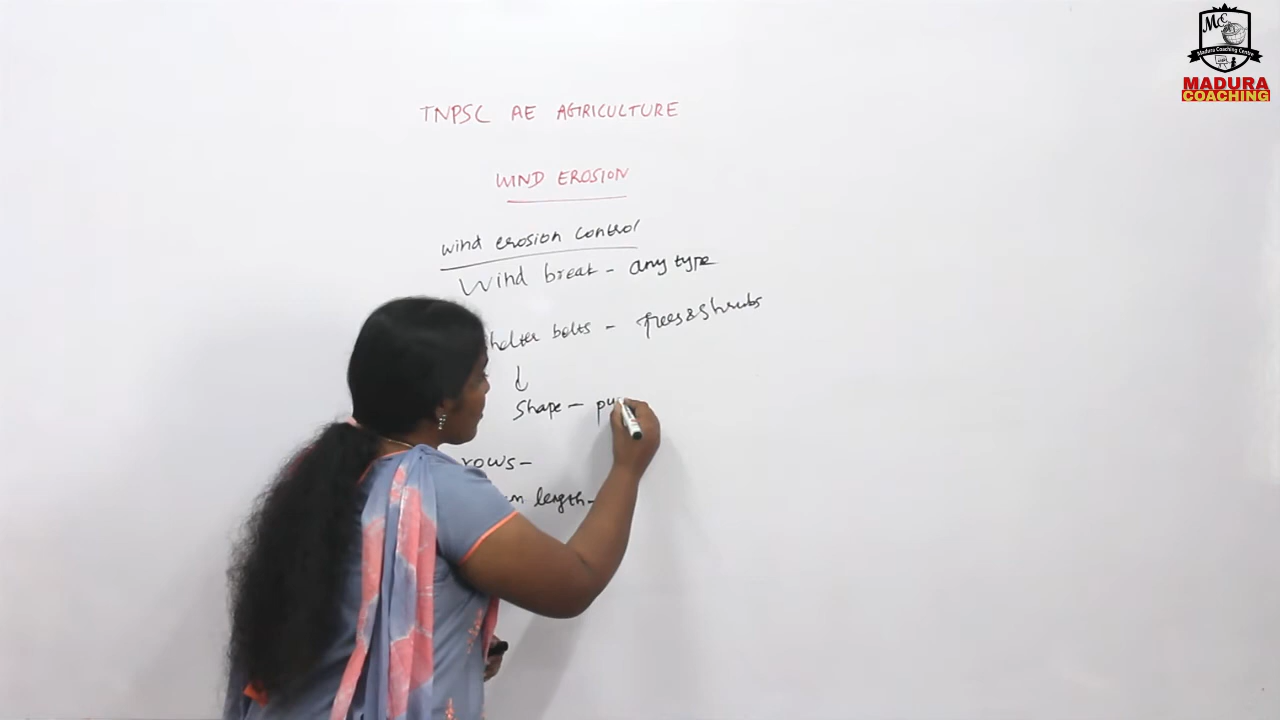 Mcc
Madura Coaching Centre
MADURA
COACHING
TNPSC AE AGRICULTURE
WIND EROSION
wind erosion control
Wind break - any type
helter belts - trees & Shrubs
Shape -
rows -
length -